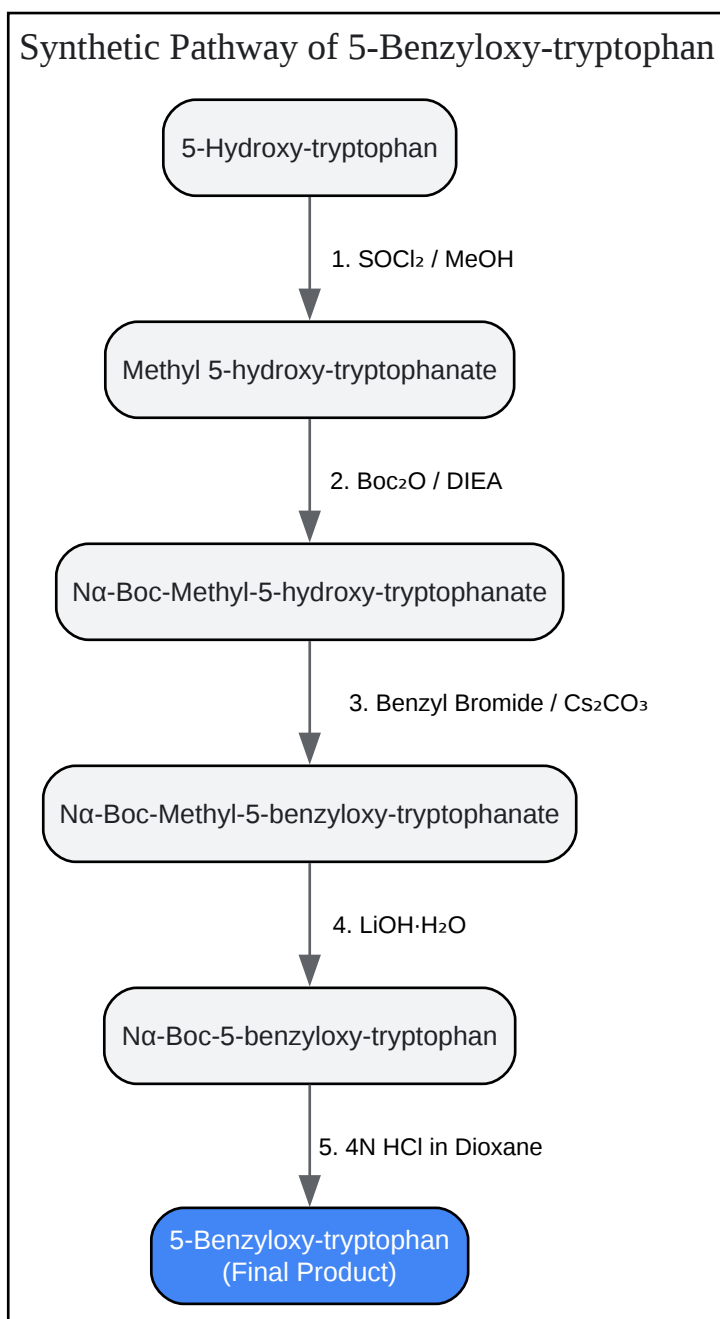 Synthetic Pathway of 5-Benzyloxy-tryptophan
5-Hydroxy-tryptophan
1. SOCl₂ / MeOH
Methyl 5-hydroxy-tryptophanate
2. Boc₂O / DIEA
Nα-Boc-Methyl-5-hydroxy-tryptophanate
3. Benzyl Bromide / Cs₂CO₃
Nα-Boc-Methyl-5-benzyloxy-tryptophanate
4. LiOH·H₂O
Nα-Boc-5-benzyloxy-tryptophan
5. 4N HCl in Dioxane
5-Benzyloxy-tryptophan
(Final Product)